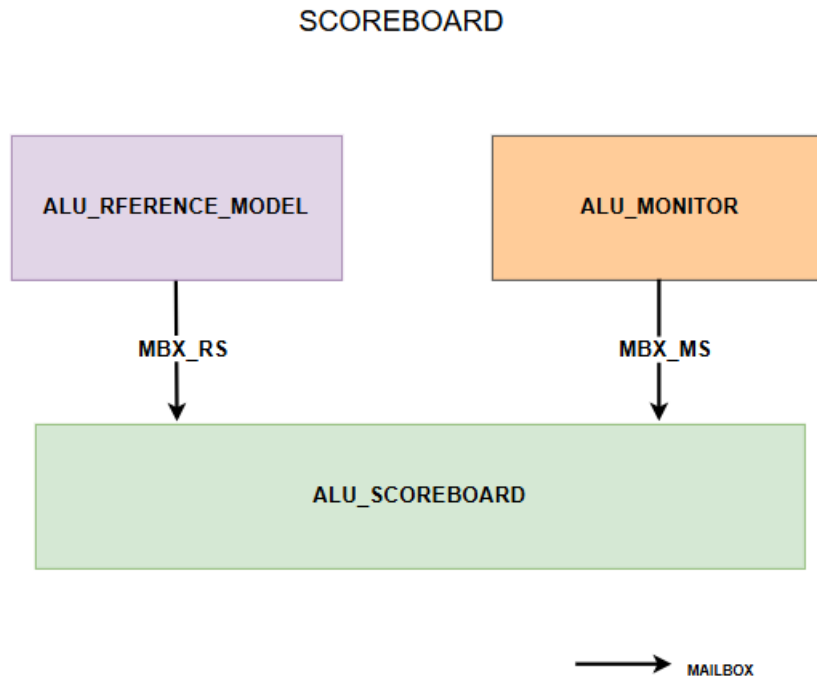 SCOREBOARD
ALU_RFERENCE_MODEL
ALU_MONITOR
MBX_RS
MBX_MS
ALU_SCOREBOARD
MAILBOX